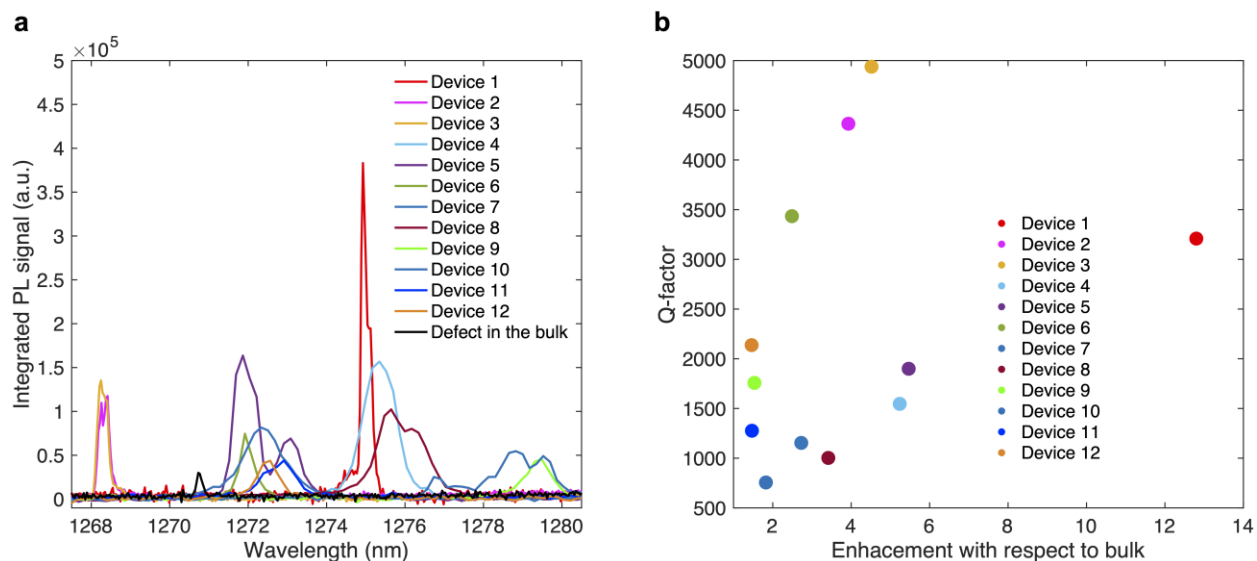 a
×10⁵
5
4.5
4
3.5
3
2.5
2
1.5
1
0.5
0
Integrated PL signal (a.u.)
Device 1
Device 2
Device 3
Device 4
Device 5
Device 6
Device 7
Device 8
Device 9
Device 10
Device 11
Device 12
Defect in the bulk
1268 1270 1272 1274 1276 1278 1280
Wavelength (nm)
b
5000
4500
4000
3500
3000
2500
2000
1500
1000
500
Q-factor
Device 1
Device 2
Device 3
Device 4
Device 5
Device 6
Device 7
Device 8
Device 9
Device 10
Device 11
Device 12
2 4 6 8 10 12 14
Enhacement with respect to bulk